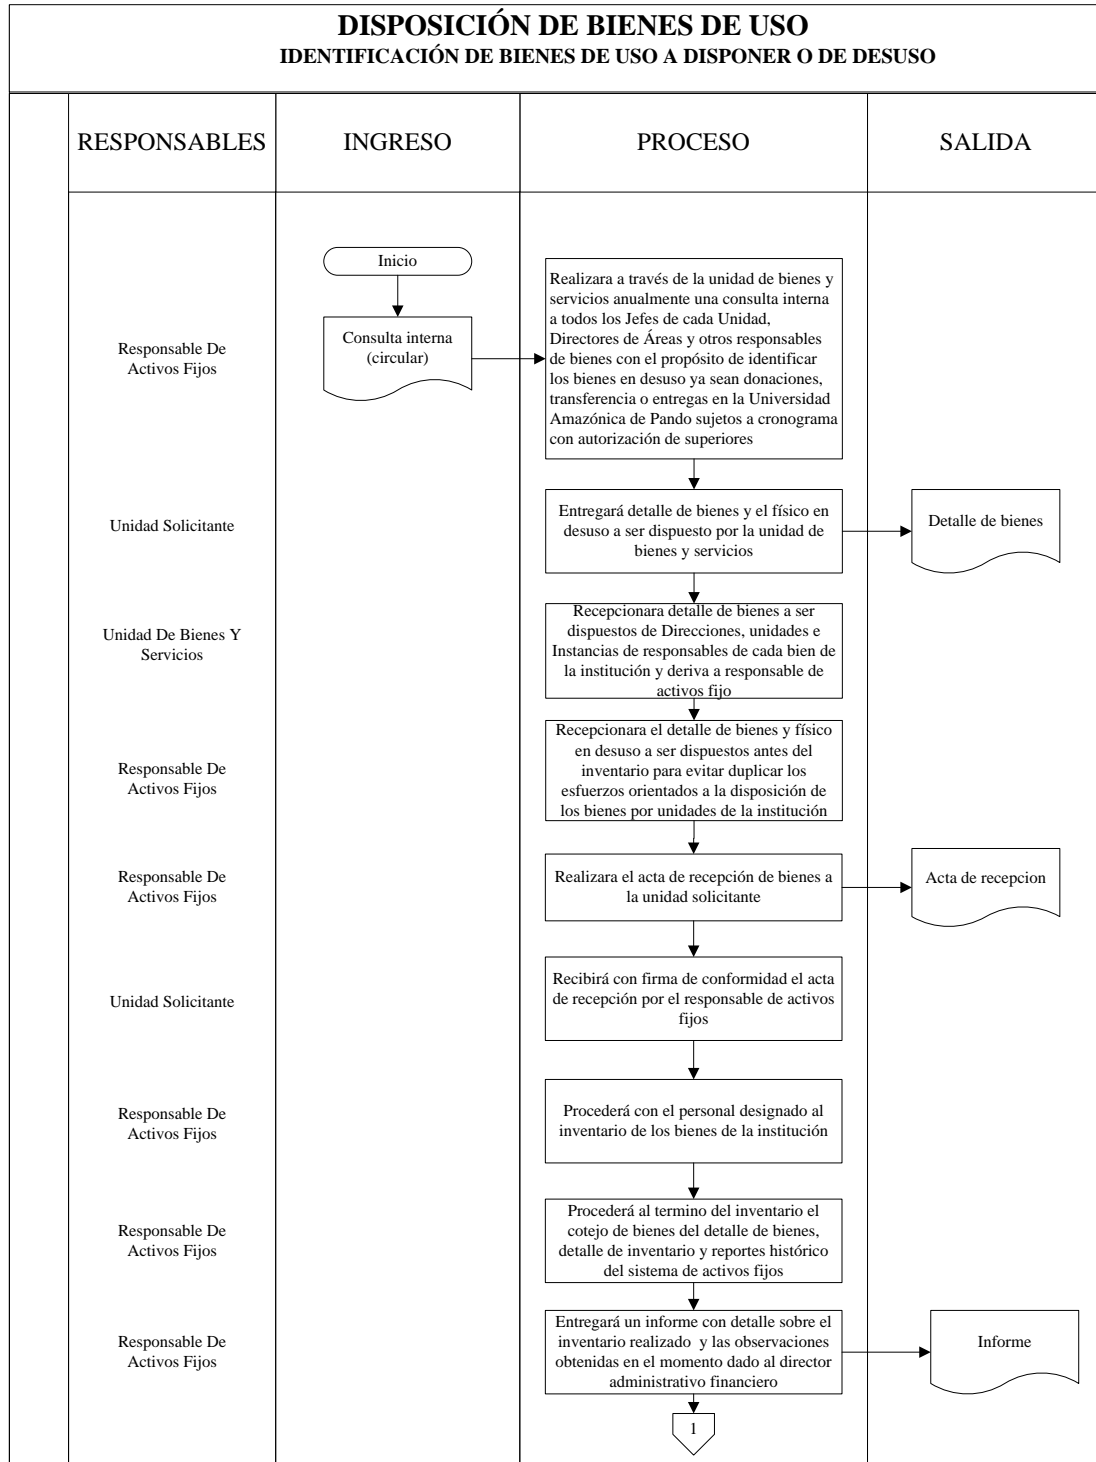 DISPOSICIÓN DE BIENES DE USO
IDENTIFICACIÓN DE BIENES DE USO A DISPONER O DE DESUSO
RESPONSABLES
INGRESO
PROCESO
SALIDA
Responsable De
Activos Fijos
Inicio
Consulta interna
(circular)
Realizara a través de la unidad de bienes y
servicios anualmente una consulta interna
a todos los Jefes de cada Unidad,
Directores de Áreas y otros responsables
de bienes con el propósito de identificar
los bienes en desuso ya sean donaciones,
transferencia o entregas en la Universidad
Amazónica de Pando sujetos a cronograma
con autorización de superiores
Unidad Solicitante
Entregará detalle de bienes y el físico en
desuso a ser dispuesto por la unidad de
bienes y servicios
Detalle de bienes
Unidad De Bienes Y
Servicios
Recepcionara detalle de bienes a ser
dispuestos de Direcciones, unidades e
Instancias de responsables de cada bien de
la institución y deriva a responsable de
activos fijo
Responsable De
Activos Fijos
Recepcionara el detalle de bienes y físico
en desuso a ser dispuestos antes del
inventario para evitar duplicar los
esfuerzos orientados a la disposición de
los bienes por unidades de la institución
Responsable De
Activos Fijos
Realizara el acta de recepción de bienes a
la unidad solicitante
Acta de recepcion
Unidad Solicitante
Recibirá con firma de conformidad el acta
de recepción por el responsable de activos
fijos
Responsable De
Activos Fijos
Procederá con el personal designado al
inventario de los bienes de la institución
Responsable De
Activos Fijos
Procederá al termino del inventario el
cotejo de bienes del detalle de bienes,
detalle de inventario y reportes histórico
del sistema de activos fijos
Responsable De
Activos Fijos
Entregará un informe con detalle sobre el
inventario realizado y las observaciones
obtenidas en el momento dado al director
administrativo financiero
Informe
1